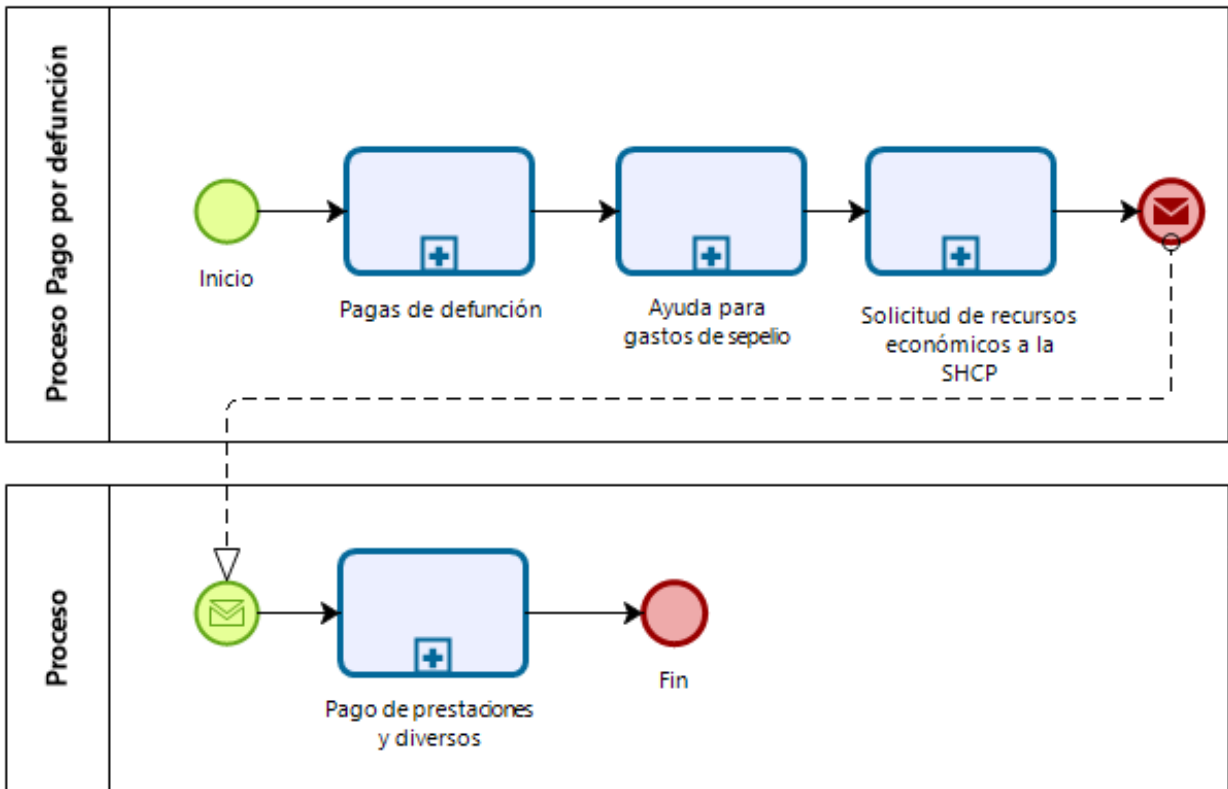 Proceso Pago por defunción
Inicio
Pagas de defunción
Ayuda para
gastos de sepelio
Solicitud de recursos
económicos a la
SHCP
Proceso
Pago de prestaciones
y diversos
Fin